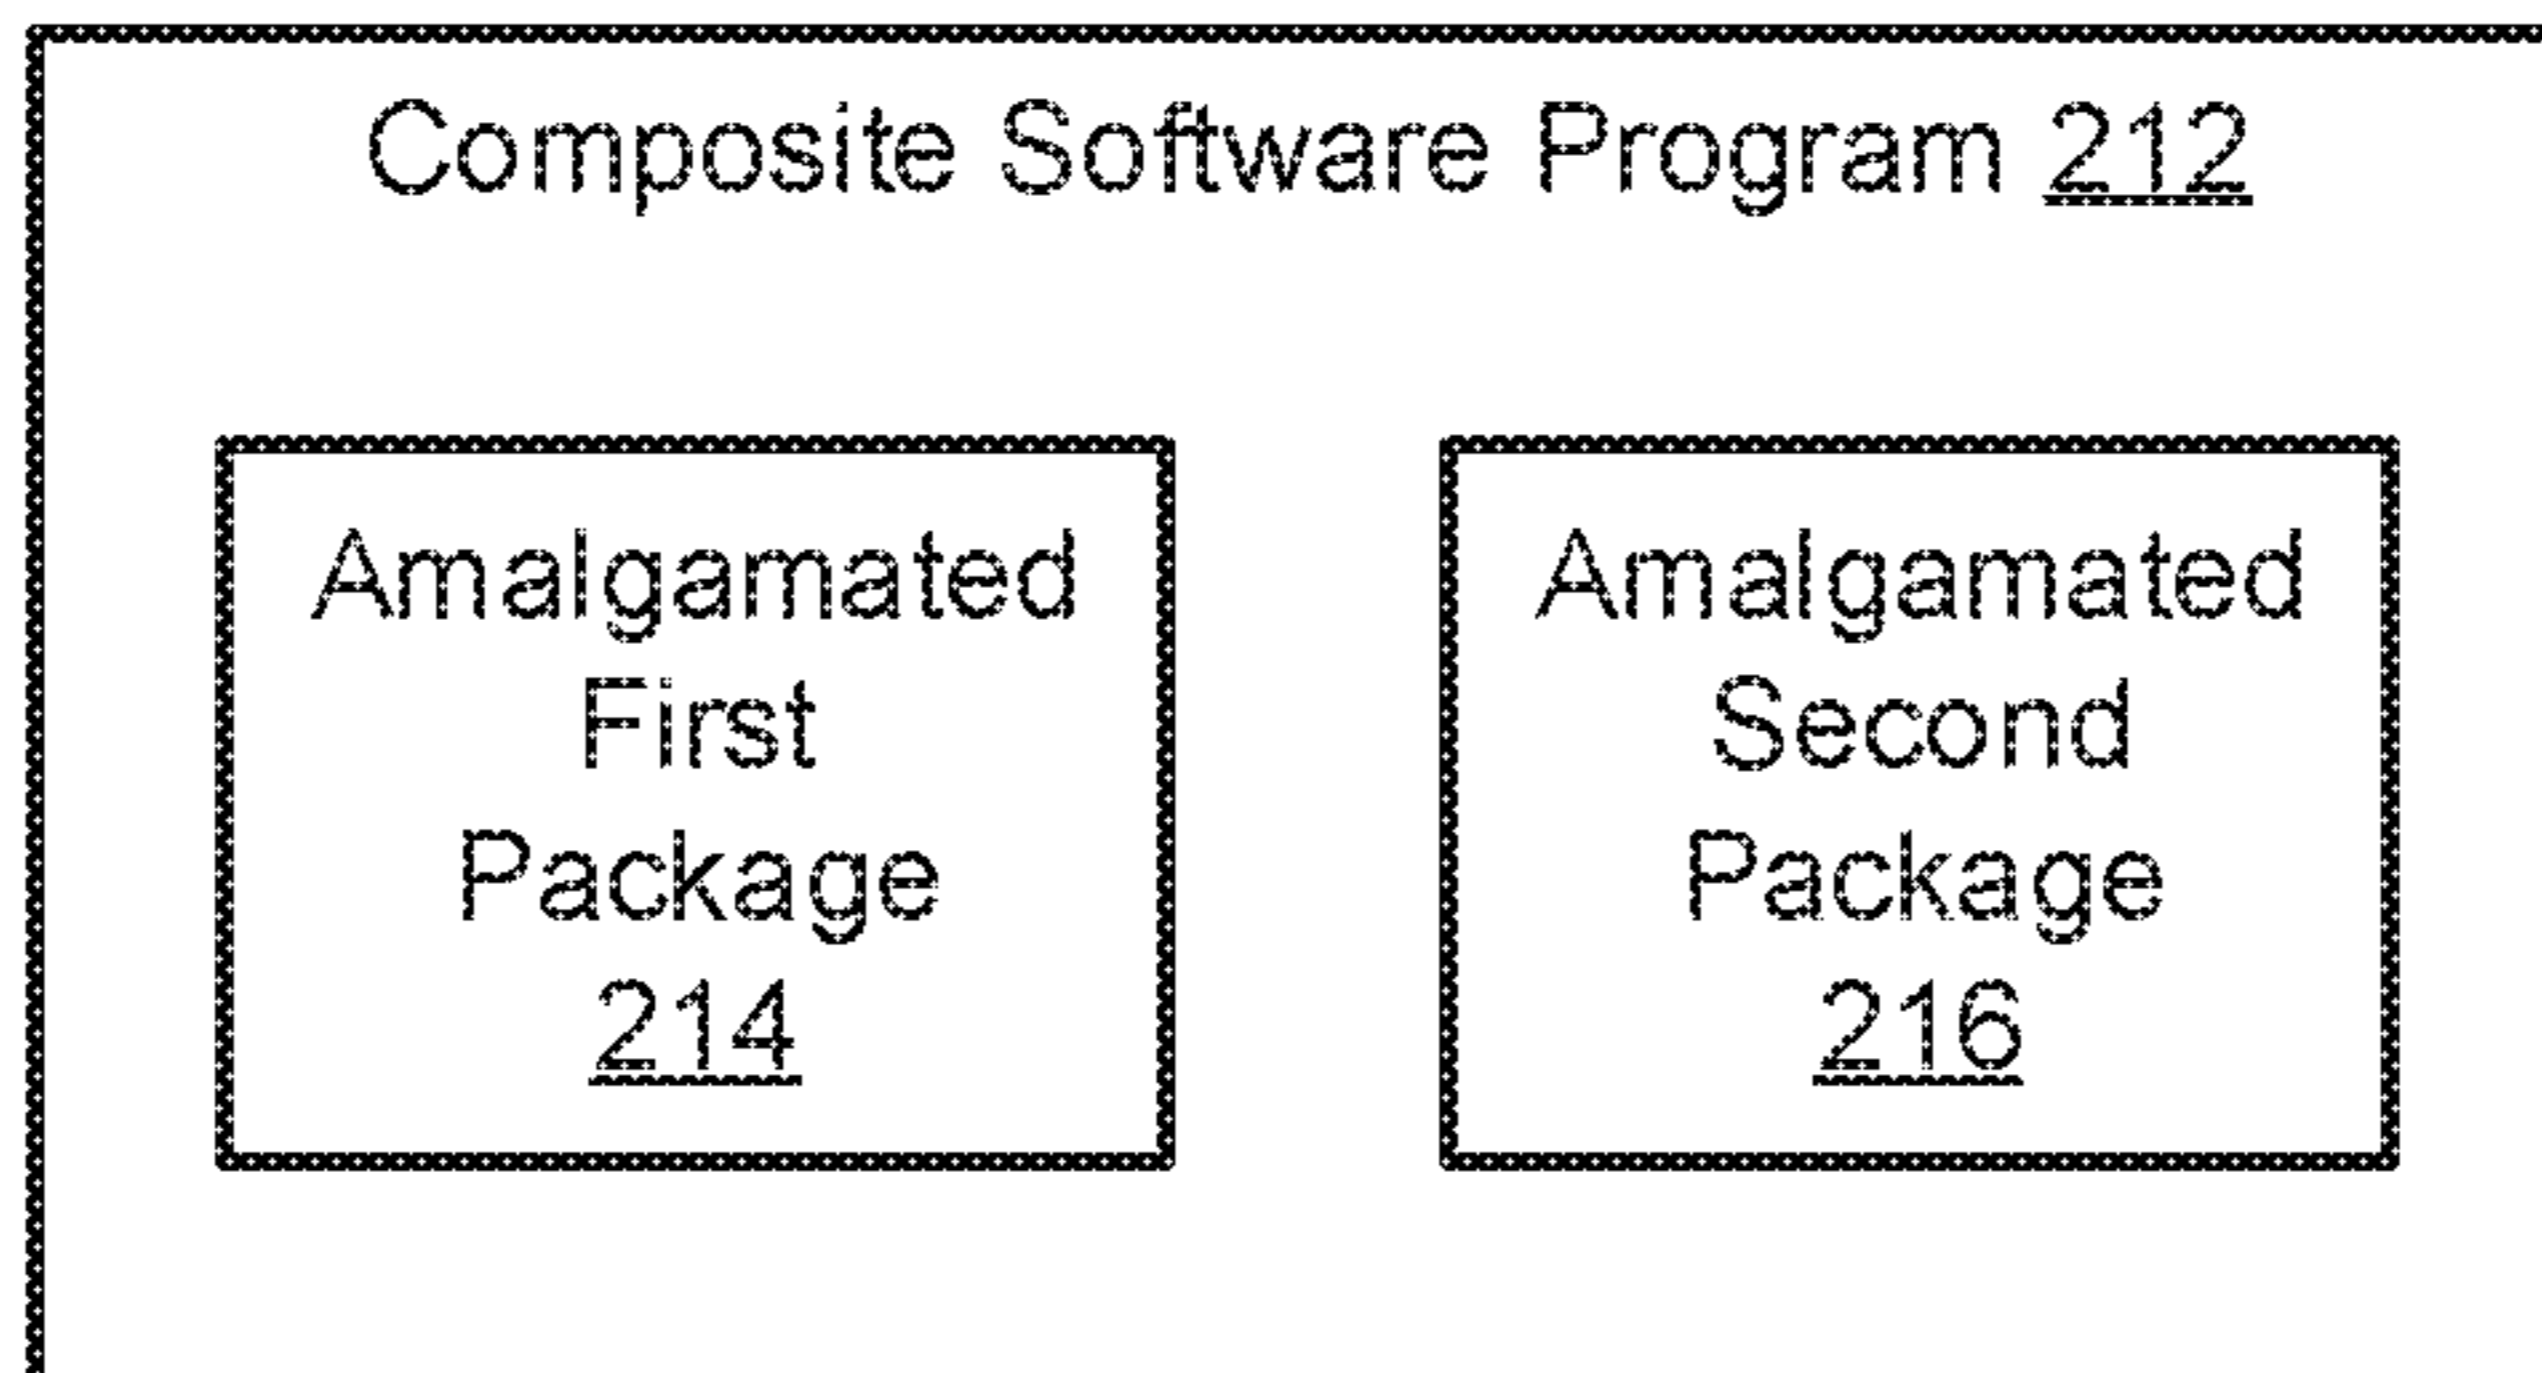 Composite Software Program 212
Amalgamated
First
Package
214
Amalgamated
Second
Package
216